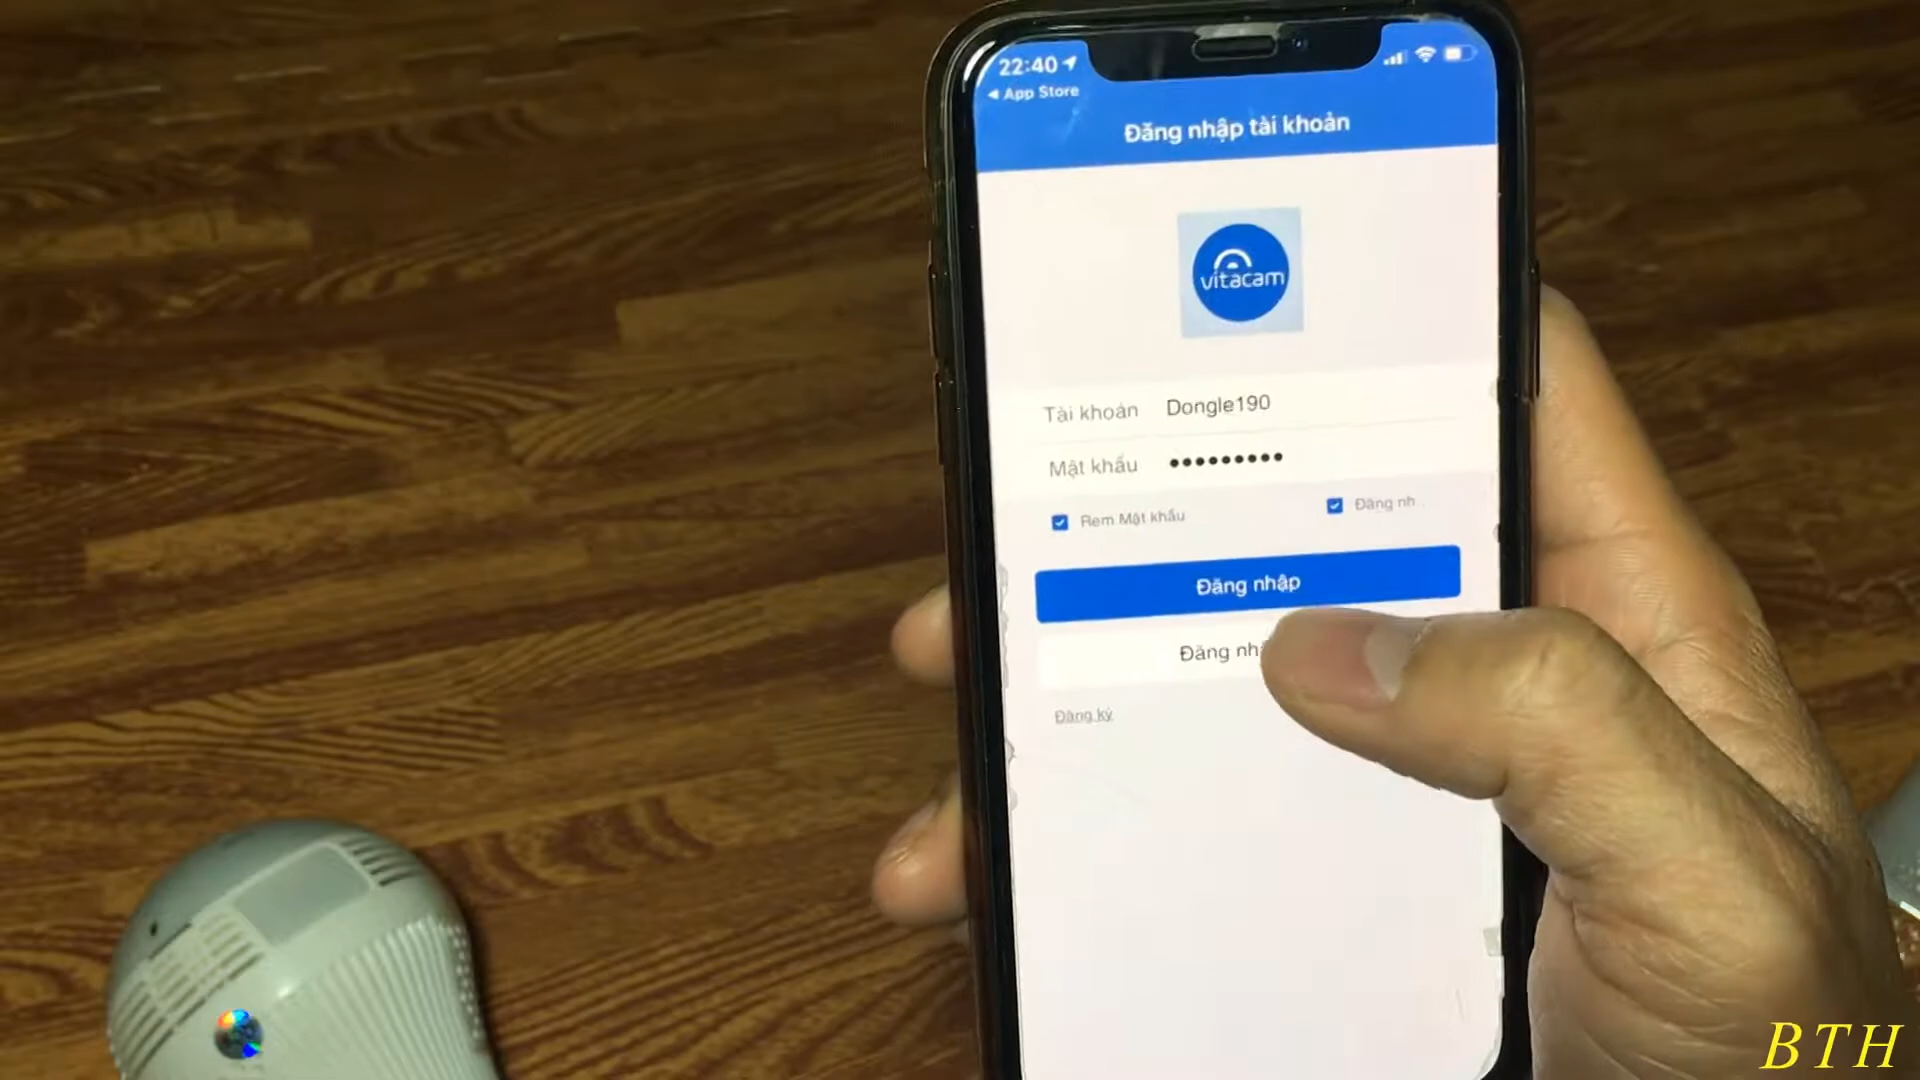 22:40
◄ App Store
Đăng nhập tài khoản
vitacam
Tài khoản Dongle190
Mật khẩu •••••••••
Rem Mật khẩu Đăng nh
Đăng nhập
Đăng nh
Đăng ký
BTH